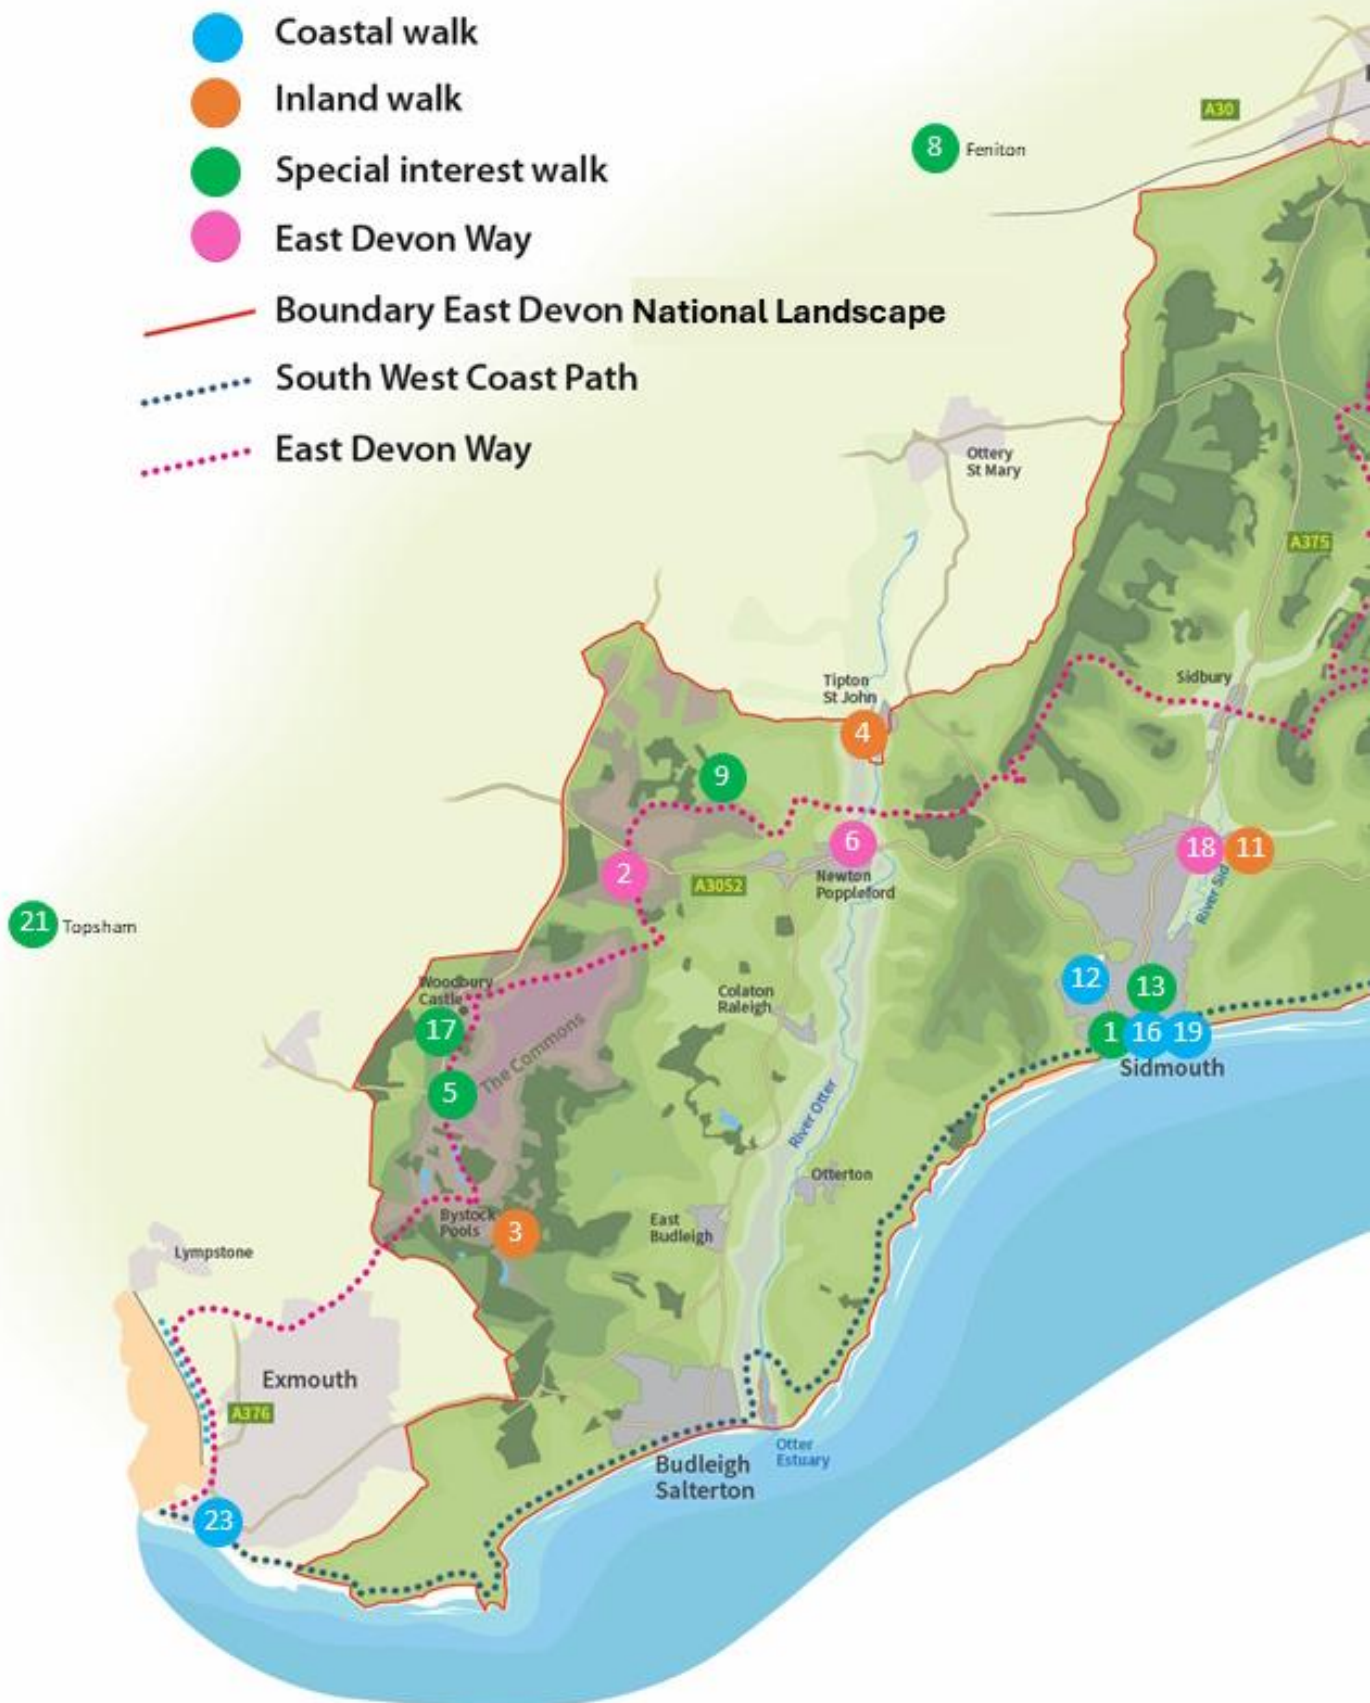 Coastal walk
Inland walk
Special interest walk
East Devon Way
Boundary East Devon National Landscape
South West Coast Path
East Devon Way
A30
8
Feniton
Ottery
St Mary
A375
Tipton
St John
4
Sidbury
9
6
2
A3052
Newton
Poppleford
18
11
River Sid
21
Topsham
Woodbury
Castle
17
Colaton
Raleigh
12
13
1
16
19
Sidmouth
The Commons
5
River Otter
Otterton
Bystock
Pools
3
East
Budleigh
Lympstone
Exmouth
A376
Budleigh
Salterton
Otter
Estuary
23